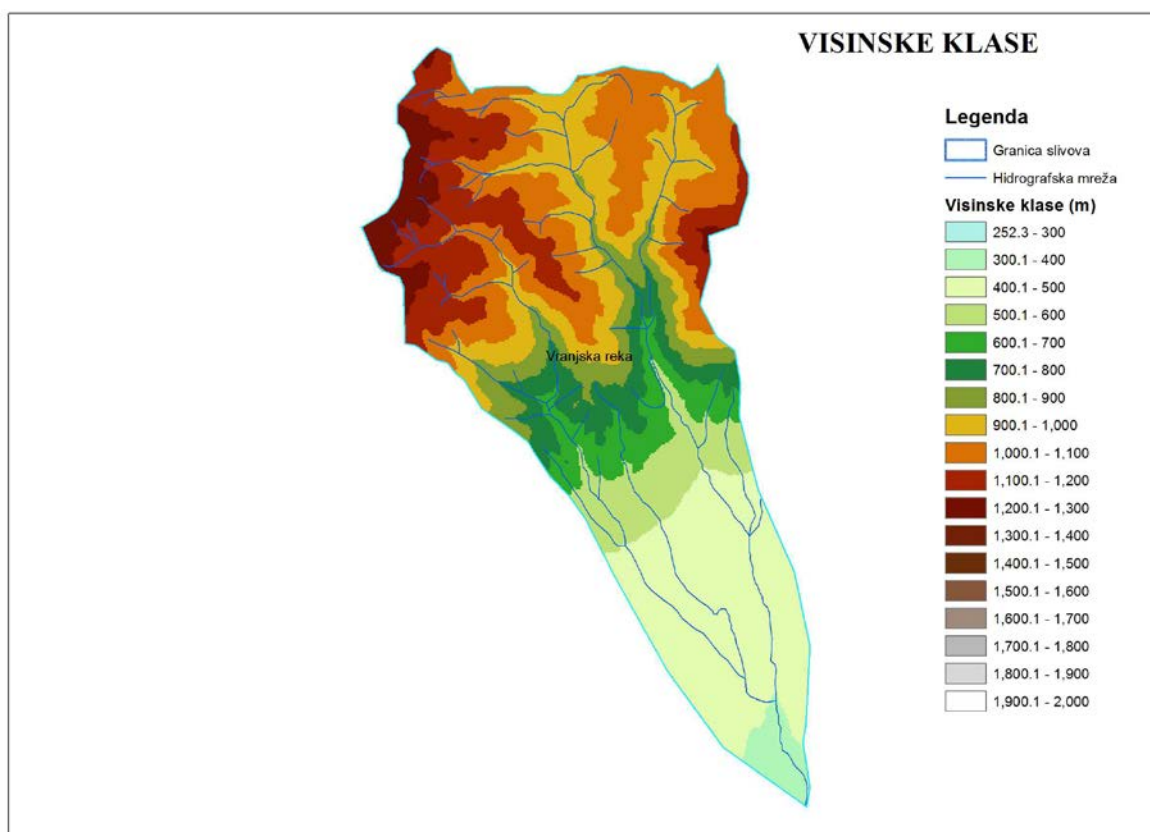 VISINSKE KLASE
Legenda
Granica slivova
Hidrografska mreža
Visinske klase (m)
252.3 - 300
300.1 - 400
400.1 - 500
500.1 - 600
600.1 - 700
700.1 - 800
800.1 - 900
900.1 - 1,000
1,000.1 - 1,100
1,100.1 - 1,200
1,200.1 - 1,300
1,300.1 - 1,400
1,400.1 - 1,500
1,500.1 - 1,600
1,600.1 - 1,700
1,700.1 - 1,800
1,800.1 - 1,900
1,900.1 - 2,000
Vranjska reka